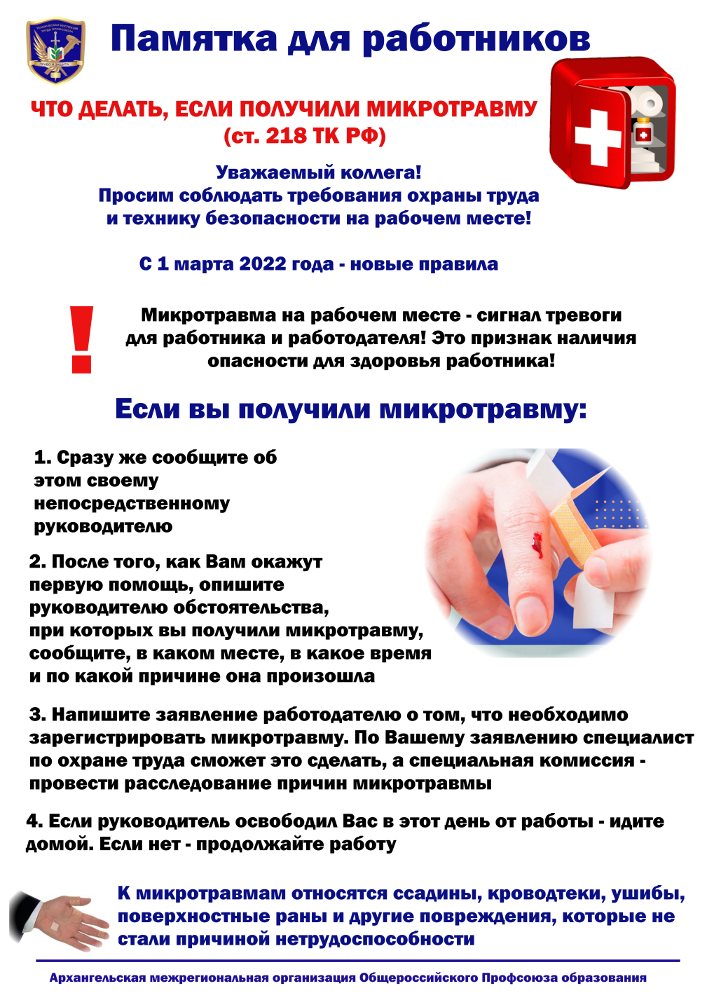 ТЕХНИЧЕСКАЯ ИНСПЕКЦИЯ
ТРУДА ПРОФСОЮЗА
ПРАВО И ЗАЩИТА
Памятка для работников
ЧТО ДЕЛАТЬ, ЕСЛИ ПОЛУЧИЛИ МИКРОТРАВМУ
(ст. 218 ТК РФ)
Уважаемый коллега!
Просим соблюдать требования охраны труда
и технику безопасности на рабочем месте!
С 1 марта 2022 года - новые правила
!
Микротравма на рабочем месте - сигнал тревоги
для работника и работодателя! Это признак наличия
опасности для здоровья работника!
Если вы получили микротравму:
1. Сразу же сообщите об
этом своему
непосредственному
руководителю
2. После того, как Вам окажут
первую помощь, опишите
руководителю обстоятельства,
при которых вы получили микротравму,
сообщите, в каком месте, в какое время
и по какой причине она произошла
3. Напишите заявление работодателю о том, что необходимо
зарегистрировать микротравму. По Вашему заявлению специалист
по охране труда сможет это сделать, а специальная комиссия -
провести расследование причин микротравмы
4. Если руководитель освободил Вас в этот день от работы - идите
домой. Если нет - продолжайте работу
К микротравмам относятся ссадины, кроводтеки, ушибы,
поверхностные раны и другие повреждения, которые не
стали причиной нетрудоспособности
Архангельская межрегиональная организация Общероссийского Профсоюза образования